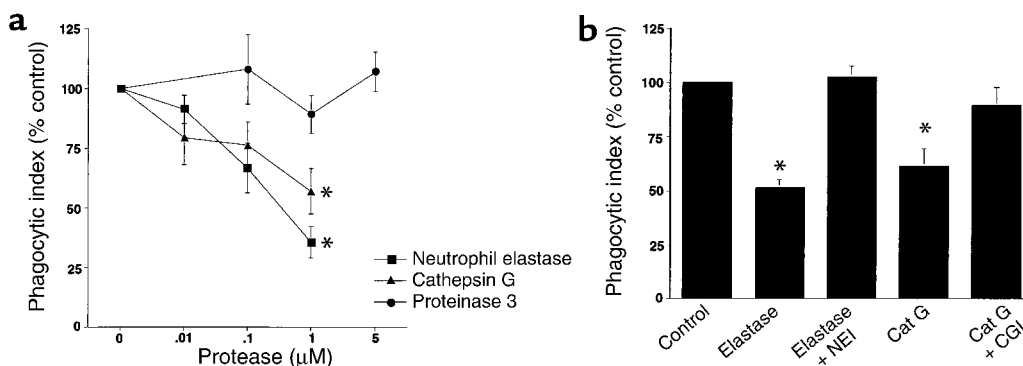 a
125
100
75
50
25
0
Phagocytic index (% control)
*
*
Neutrophil elastase
Cathepsin G
Proteinase 3
0 .01 .1 1 5
Protease (μM)
b
125
100
75
50
25
0
Phagocytic index (% control)
*
*
Control
Elastase
Elastase
+ NEI
Cat G
Cat G
+ CGI